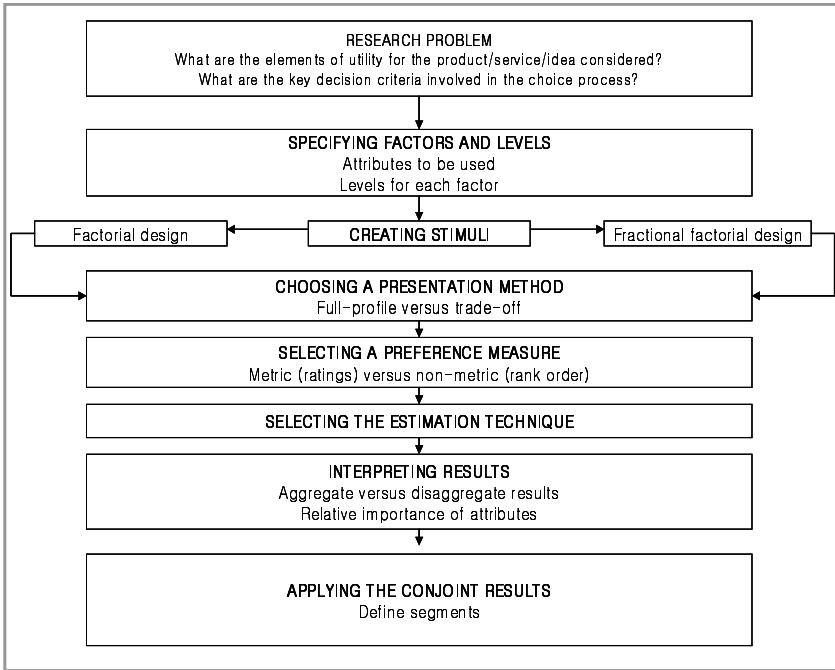 RESEARCH PROBLEM
What are the elements of utility for the product/service/idea considered?
What are the key decision criteria involved in the choice process?
SPECIFYING FACTORS AND LEVELS
Attributes to be used
Levels for each factor
Factorial design
CREATING STIMULI
Fractional factorial design
CHOOSING A PRESENTATION METHOD
Full-profile versus trade-off
SELECTING A PREFERENCE MEASURE
Metric (ratings) versus non-metric (rank order)
SELECTING THE ESTIMATION TECHNIQUE
INTERPRETING RESULTS
Aggregate versus disaggregate results
Relative importance of attributes
APPLYING THE CONJOINT RESULTS
Define segments